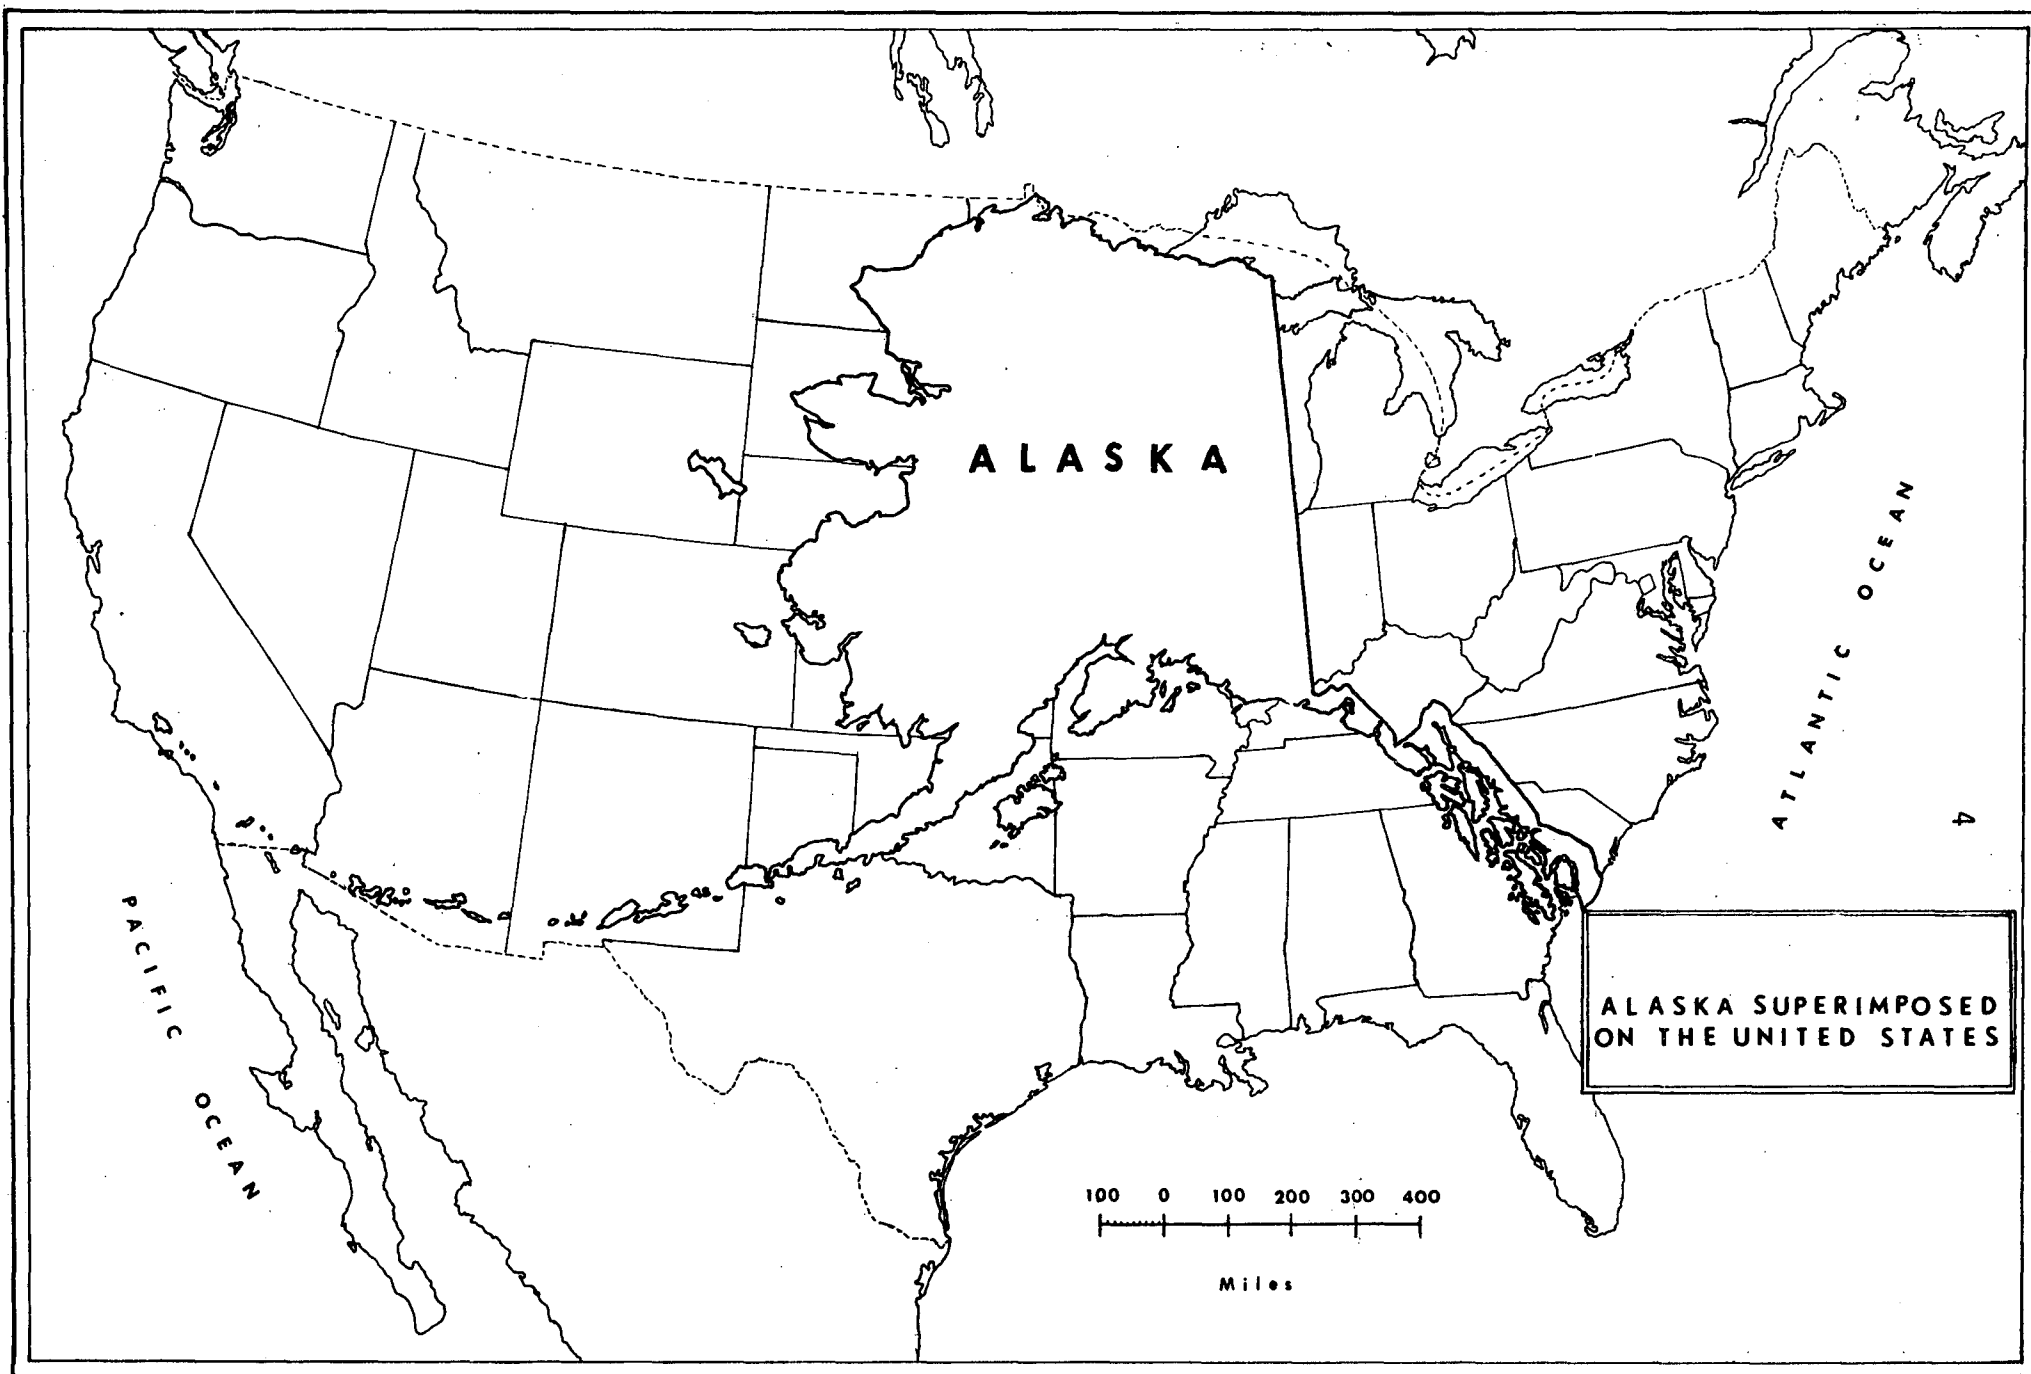 ALASKA
ATLANTIC OCEAN
4
PACIFIC OCEAN
ALASKA SUPERIMPOSED
ON THE UNITED STATES
100 0 100 200 300 400
Miles